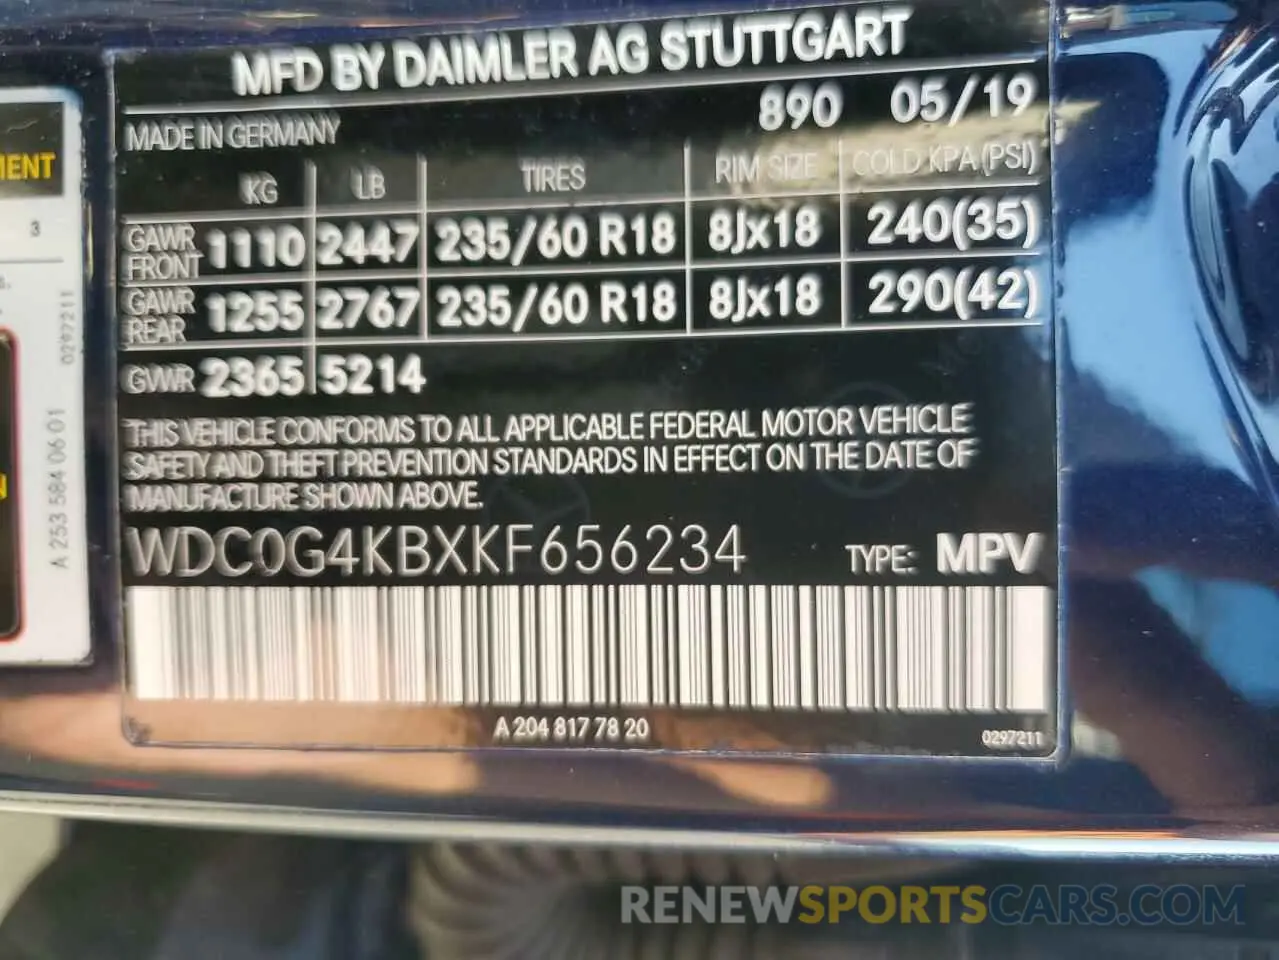 MFD BY DAIMLER AG STUTTGART
890 05/19
MADE IN GERMANY
KG LB TIRES RIM SIZE COLD KPA (PSI)
GAWR FRONT 1110 2447 235/60 R18 8Jx18 240(35)
GAWR REAR 1255 2767 235/60 R18 8Jx18 290(42)
GVWR 2365 5214
THIS VEHICLE CONFORMS TO ALL APPLICABLE FEDERAL MOTOR VEHICLE
SAFETY AND THEFT PREVENTION STANDARDS IN EFFECT ON THE DATE OF
MANUFACTURE SHOWN ABOVE.
WDC0G4KBXKF656234 TYPE: MPV
A 204 817 78 20
0297211
3
0297211
A 253 584 06 01
RENEWSPORTSCARS.COM